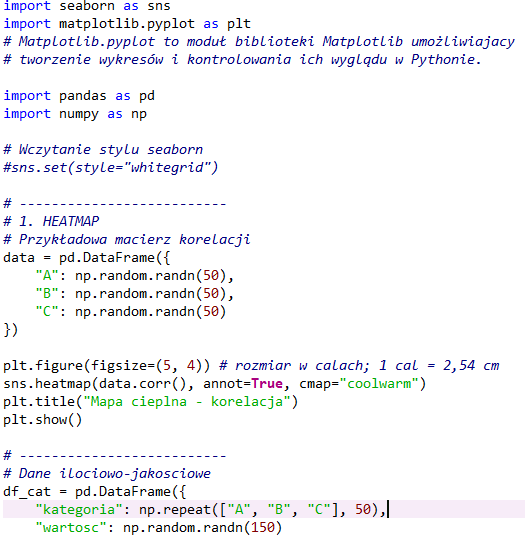 import seaborn as sns
import matplotlib.pyplot as plt
# Matplotlib.pyplot to moduł biblioteki Matplotlib umożliwiajacy
# tworzenie wykresów i kontrolowania ich wyglądu w Pythonie.
import pandas as pd
import numpy as np
# Wczytanie stylu seaborn
#sns.set(style="whitegrid")
# --------------------------
# 1. HEATMAP
# Przykładowa macierz korelacji
data = pd.DataFrame({
    "A": np.random.randn(50),
    "B": np.random.randn(50),
    "C": np.random.randn(50)
})
plt.figure(figsize=(5, 4)) # rozmiar w calach; 1 cal = 2,54 cm
sns.heatmap(data.corr(), annot=True, cmap="coolwarm")
plt.title("Mapa cieplna - korelacja")
plt.show()
# --------------------------
# Dane ilociowo-jakosciowe
df_cat = pd.DataFrame({
    "kategoria": np.repeat(["A", "B", "C"], 50),
    "wartosc": np.random.randn(150)